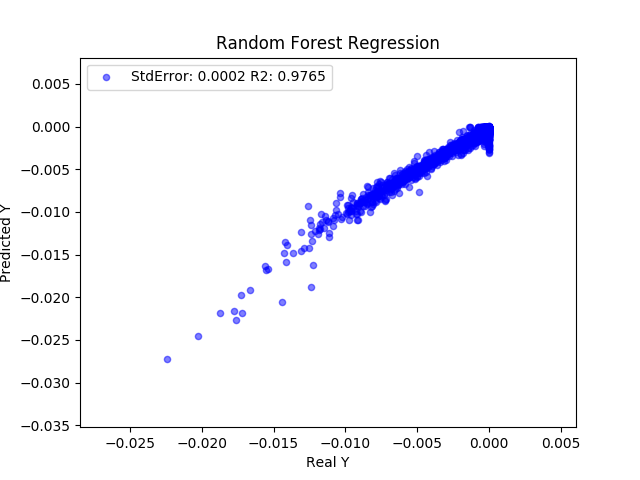 Random Forest Regression
StdError: 0.0002 R2: 0.9765
0.005
0.000
−0.005
−0.010
−0.015
−0.020
−0.025
−0.030
−0.035
Predicted Y
−0.025 −0.020 −0.015 −0.010 −0.005 0.000 0.005
Real Y